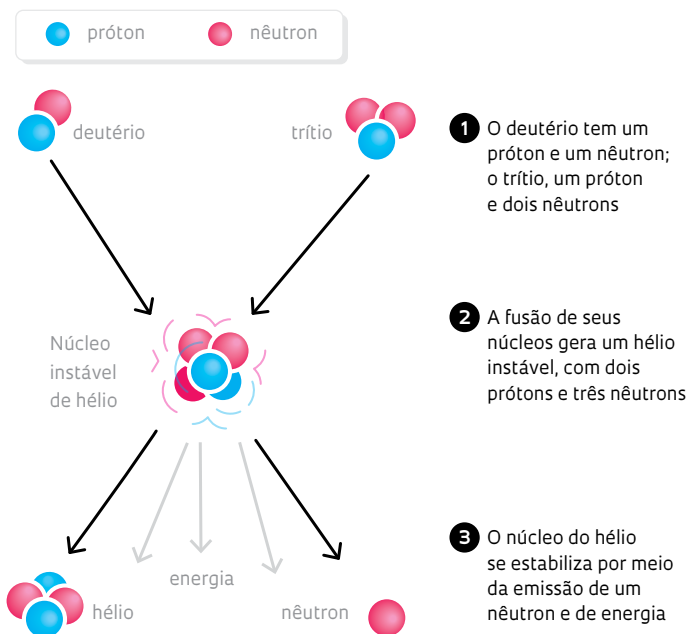 próton
nêutron
deutério
trítio
1 O deutério tem um
próton e um nêutron;
o trítio, um próton
e dois nêutrons
Núcleo
instável
de hélio
2 A fusão de seus
núcleos gera um hélio
instável, com dois
prótons e três nêutrons
energia
hélio
nêutron
3 O núcleo do hélio
se estabiliza por meio
da emissão de um
nêutron e de energia